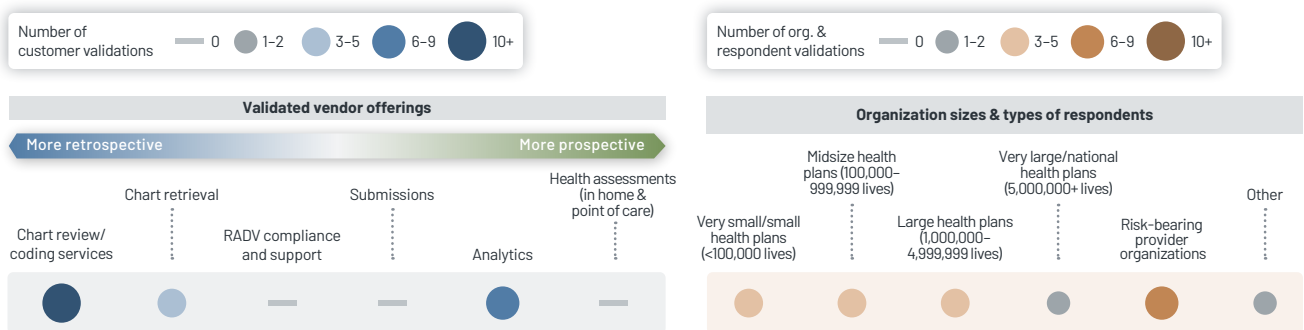 Number of
customer validations
0
1–2
3–5
6–9
10+
Number of org. &
respondent validations
0
1–2
3–5
6–9
10+
Validated vendor offerings
More retrospective
More prospective
Chart review/
coding services
Chart retrieval
RADV compliance
and support
Submissions
Analytics
Health assessments
(in home &
point of care)
Organization sizes & types of respondents
Very small/small
health plans
(<100,000 lives)
Midsize health
plans (100,000–
999,999 lives)
Large health plans
(1,000,000–
4,999,999 lives)
Very large/national
health plans
(5,000,000+ lives)
Risk-bearing
provider
organizations
Other